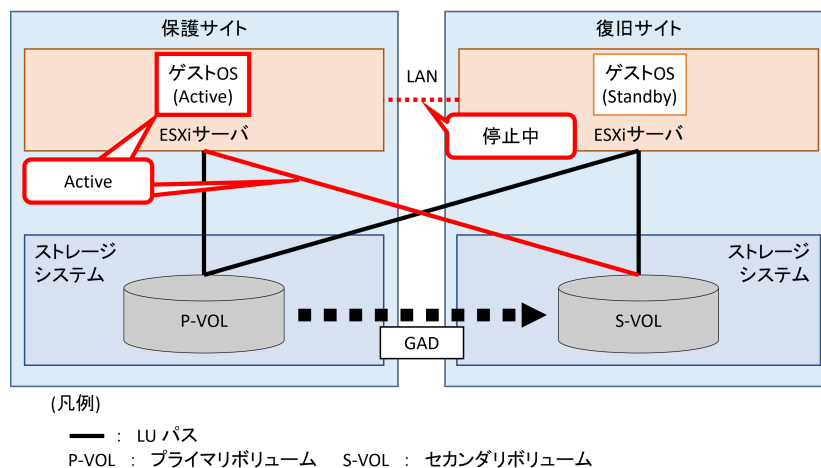 保護サイト
復旧サイト
ゲストOS
(Active)
ESXiサーバ
LAN
ゲストOS
(Standby)
ESXiサーバ
停止中
Active
ストレージ
システム
P-VOL
ストレージ
システム
S-VOL
GAD
(凡例)
： LU パス
P-VOL ： プライマリボリューム S-VOL ： セカンダリボリューム